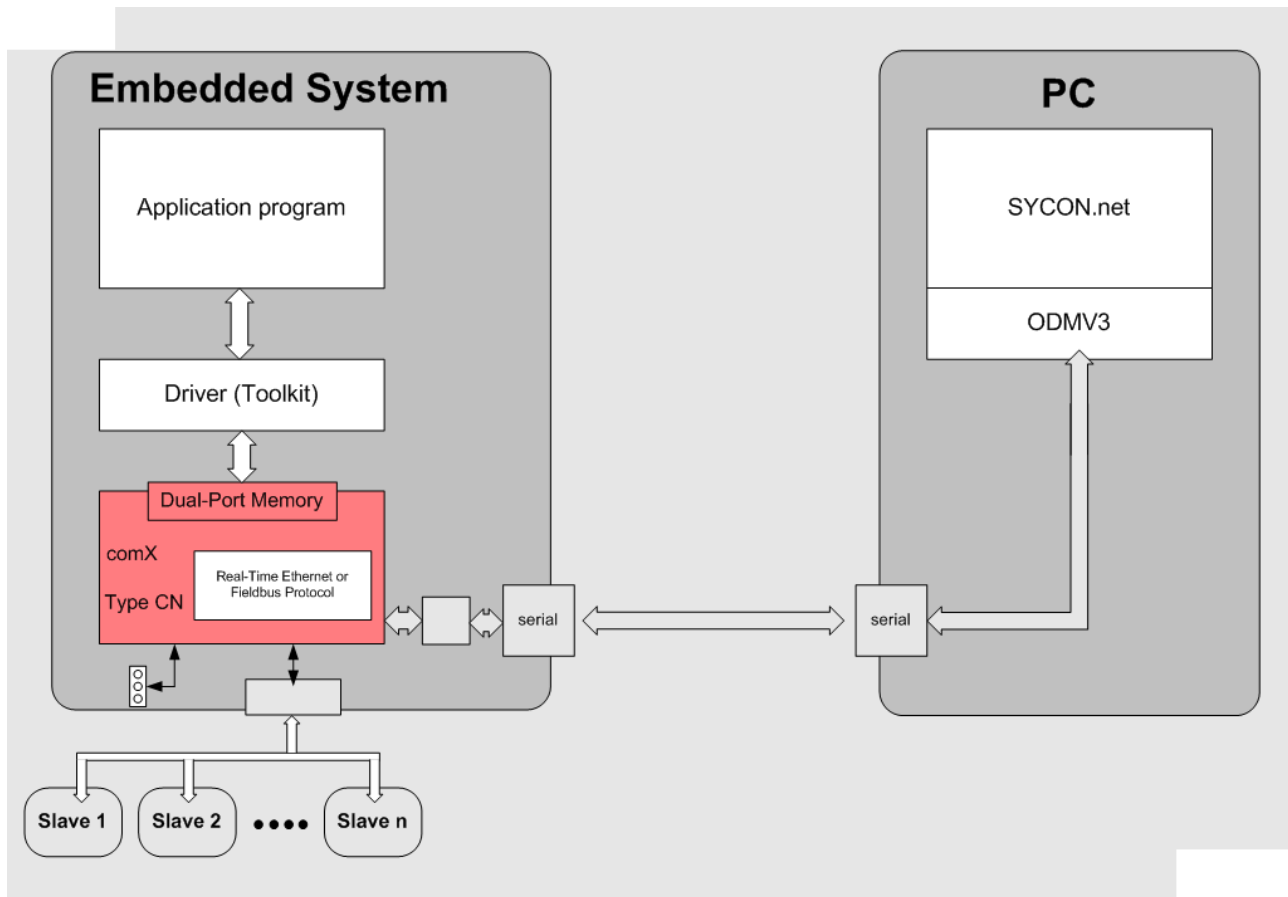 Embedded System
PC
Application program
SYCON.net
ODMV3
Driver (Toolkit)
Dual-Port Memory
comX
Real-Time Ethernet or
Fieldbus Protocol
Type CN
serial
serial
Slave 1
Slave 2
Slave n